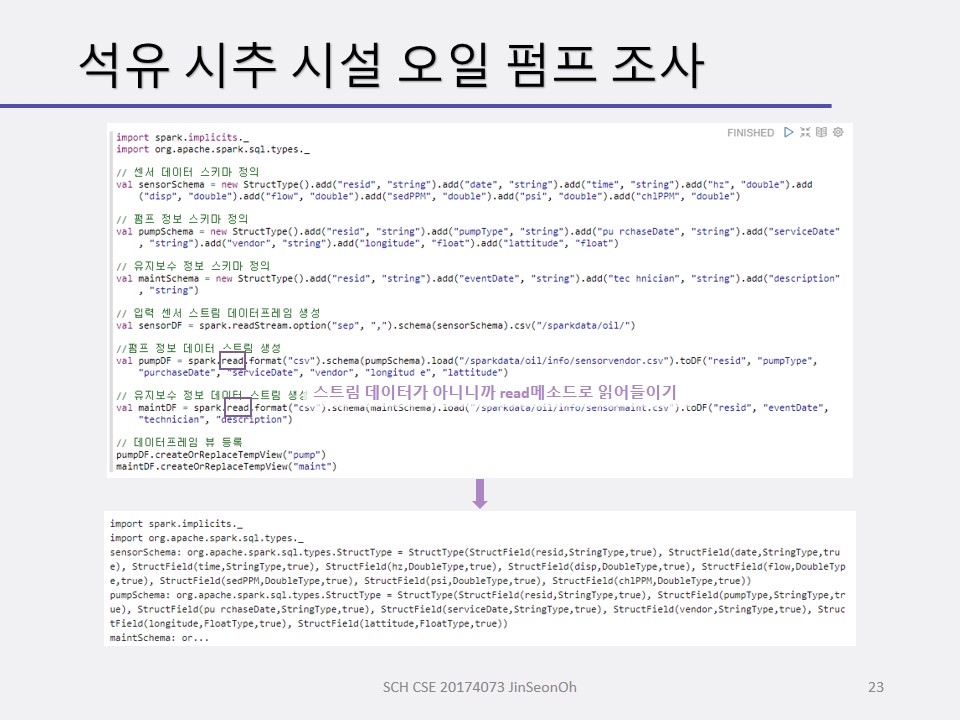 석유 시추 시설 오일 펌프 조사
FINISHED
import spark.implicits._
import org.apache.spark.sql.types._
// 센서 데이터 스키마 정의
val sensorSchema = new StructType().add("resid", "string").add("date", "string").add("time", "string").add("hz", "double").add
("disp", "double").add("flow", "double").add("sedPPM", "double").add("psi", "double").add("chlPPM", "double")
// 펌프 정보 스키마 정의
val pumpSchema = new StructType().add("resid", "string").add("pumpType", "string").add("pu rchaseDate", "string").add("serviceDate"
, "string").add("vendor", "string").add("longitude", "float").add("lattitude", "float")
// 유지보수 정보 스키마 정의
val maintSchema = new StructType().add("resid", "string").add("eventDate", "string").add("tec hnician", "string").add("description"
, "string")
// 입력 센서 스트림 데이터프레임 생성
val sensorDF = spark.readStream.option("sep", ",").schema(sensorSchema).csv("/sparkdata/oil/")
//펌프 정보 데이터 스트림 생성
val pumpDF = spark.read.format("csv").schema(pumpSchema).load("/sparkdata/oil/info/sensorvendor.csv").toDF("resid", "pumpType",
"purchaseDate", "serviceDate", "vendor", "longitud e", "lattitude")
// 유지보수 정보 데이터 스트림 생성
스트림 데이터가 아니니까 read메소드로 읽어들이기
val maintDF = spark.read.format("csv").schema(maintSchema).load("/sparkdata/oil/info/sensormaint.csv").toDF("resid", "eventDate",
"technician", "description")
// 데이터프레임 뷰 등록
pumpDF.createOrReplaceTempView("pump")
maintDF.createOrReplaceTempView("maint")
import spark.implicits._
import org.apache.spark.sql.types._
sensorSchema: org.apache.spark.sql.types.StructType = StructType(StructField(resid,StringType,true), StructField(date,StringType,tru
e), StructField(time,StringType,true), StructField(hz,DoubleType,true), StructField(disp,DoubleType,true), StructField(flow,DoubleTyp
e,true), StructField(sedPPM,DoubleType,true), StructField(psi,DoubleType,true), StructField(chlPPM,DoubleType,true))
pumpSchema: org.apache.spark.sql.types.StructType = StructType(StructField(resid,StringType,true), StructField(pumpType,StringType,tr
ue), StructField(pu rchaseDate,StringType,true), StructField(serviceDate,StringType,true), StructField(vendor,StringType,true), Struc
tField(longitude,FloatType,true), StructField(lattitude,FloatType,true))
maintSchema: or...
SCH CSE 20174073 JinSeonOh
23